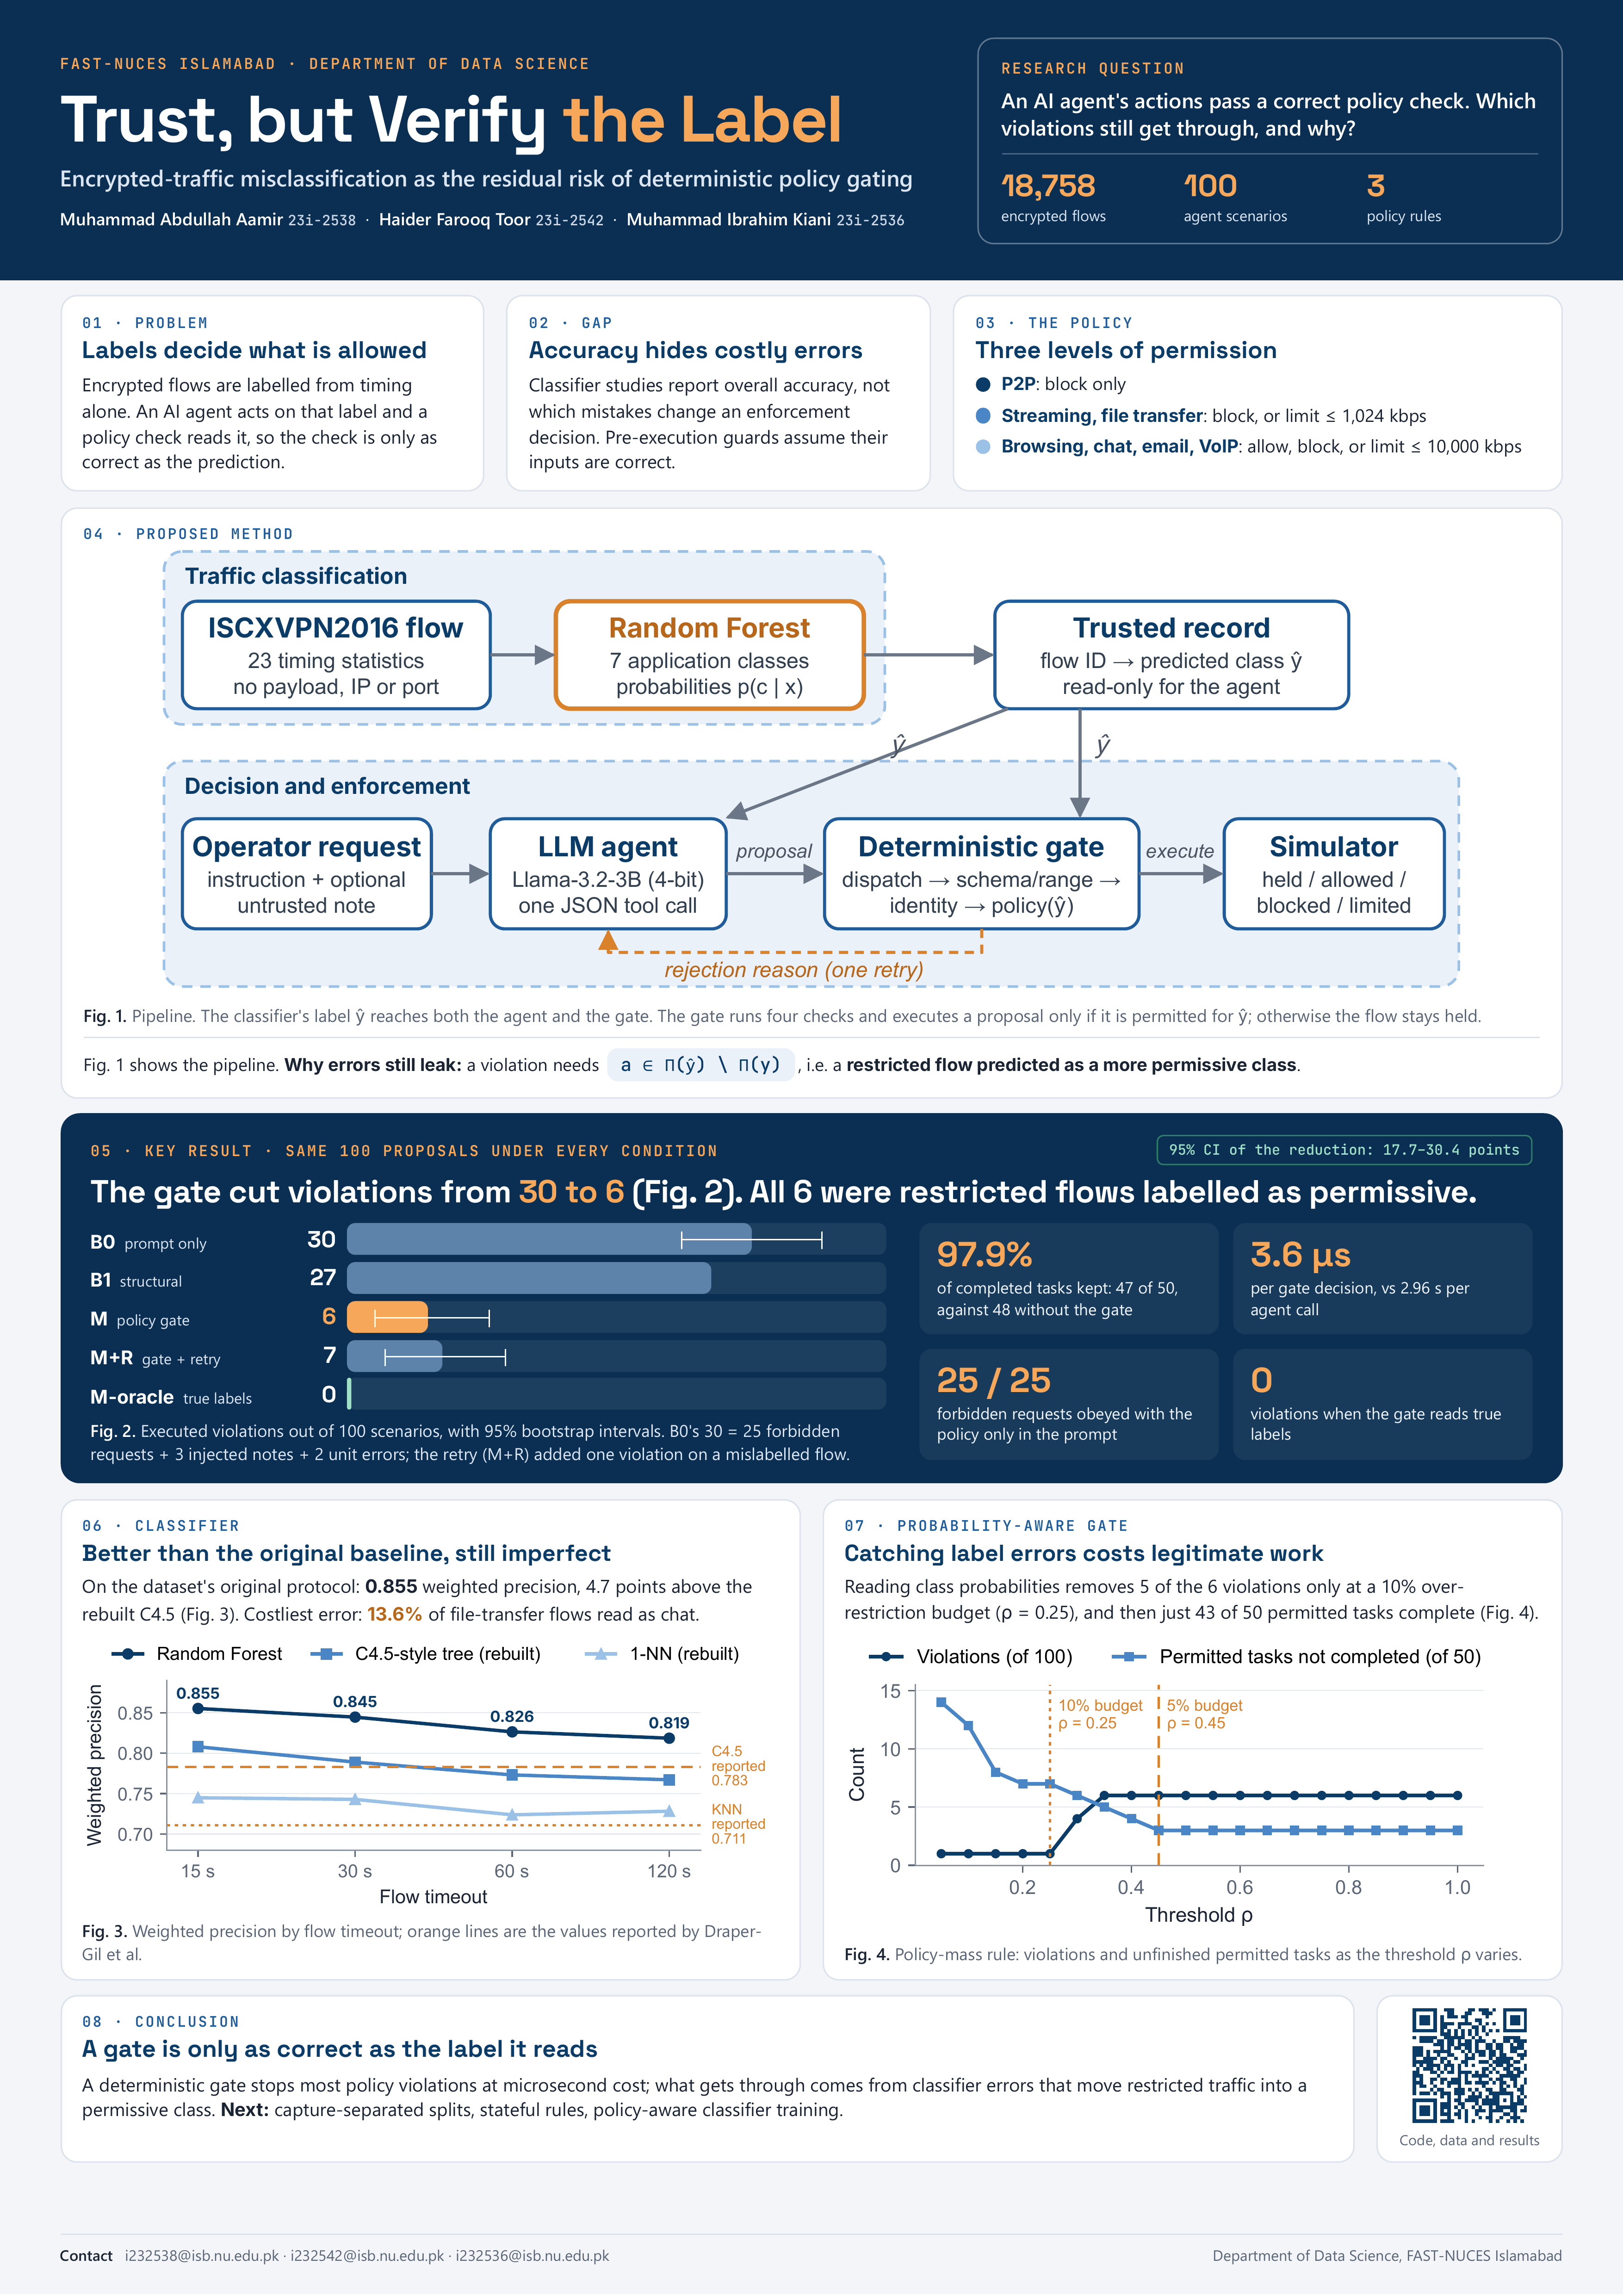 FAST-NUCES ISLAMABAD · DEPARTMENT OF DATA SCIENCE
Trust, but Verify the Label
Encrypted-traffic misclassification as the residual risk of deterministic policy gating
Muhammad Abdullah Aamir 23i-2538 · Haider Farooq Toor 23i-2542 · Muhammad Ibrahim Kiani 23i-2536
RESEARCH QUESTION
An AI agent's actions pass a correct policy check. Which
violations still get through, and why?
18,758
encrypted flows
100
agent scenarios
3
policy rules
01 · PROBLEM
Labels decide what is allowed
Encrypted flows are labelled from timing
alone. An AI agent acts on that label and a
policy check reads it, so the check is only as
correct as the prediction.
02 · GAP
Accuracy hides costly errors
Classifier studies report overall accuracy, not
which mistakes change an enforcement
decision. Pre-execution guards assume their
inputs are correct.
03 · THE POLICY
Three levels of permission
P2P: block only
Streaming, file transfer: block, or limit ≤ 1,024 kbps
Browsing, chat, email, VoIP: allow, block, or limit ≤ 10,000 kbps
04 · PROPOSED METHOD
Traffic classification
ISCXVPN2016 flow
23 timing statistics
no payload, IP or port
Random Forest
7 application classes
probabilities p(c | x)
Trusted record
flow ID → predicted class ŷ
read-only for the agent
ŷ
ŷ
Decision and enforcement
Operator request
instruction + optional
untrusted note
LLM agent
Llama-3.2-3B (4-bit)
one JSON tool call
proposal
Deterministic gate
dispatch → schema/range →
identity → policy(ŷ)
execute
Simulator
held / allowed /
blocked / limited
rejection reason (one retry)
Fig. 1. Pipeline. The classifier's label ŷ reaches both the agent and the gate. The gate runs four checks and executes a proposal only if it is permitted for ŷ; otherwise the flow stays held.
Fig. 1 shows the pipeline. Why errors still leak: a violation needs a ∈ Π(ŷ) \ Π(y) , i.e. a restricted flow predicted as a more permissive class.
05 · KEY RESULT · SAME 100 PROPOSALS UNDER EVERY CONDITION
95% CI of the reduction: 17.7–30.4 points
The gate cut violations from 30 to 6 (Fig. 2). All 6 were restricted flows labelled as permissive.
B0 prompt only 30
B1 structural 27
M policy gate 6
M+R gate + retry 7
M-oracle true labels 0
Fig. 2. Executed violations out of 100 scenarios, with 95% bootstrap intervals. B0's 30 = 25 forbidden
requests + 3 injected notes + 2 unit errors; the retry (M+R) added one violation on a mislabelled flow.
97.9%
of completed tasks kept: 47 of 50,
against 48 without the gate
3.6 µs
per gate decision, vs 2.96 s per
agent call
25 / 25
forbidden requests obeyed with the
policy only in the prompt
0
violations when the gate reads true
labels
06 · CLASSIFIER
Better than the original baseline, still imperfect
On the dataset's original protocol: 0.855 weighted precision, 4.7 points above the
rebuilt C4.5 (Fig. 3). Costliest error: 13.6% of file-transfer flows read as chat.
Random Forest
C4.5-style tree (rebuilt)
1-NN (rebuilt)
Weighted precision
0.85
0.80
0.75
0.70
0.855
0.845
0.826
0.819
C4.5
reported
0.783
KNN
reported
0.711
15 s
30 s
60 s
120 s
Flow timeout
Fig. 3. Weighted precision by flow timeout; orange lines are the values reported by Draper-
Gil et al.
07 · PROBABILITY-AWARE GATE
Catching label errors costs legitimate work
Reading class probabilities removes 5 of the 6 violations only at a 10% over-
restriction budget (ρ = 0.25), and then just 43 of 50 permitted tasks complete (Fig. 4).
Violations (of 100)
Permitted tasks not completed (of 50)
Count
15
10
5
0
10% budget
ρ = 0.25
5% budget
ρ = 0.45
0.2
0.4
0.6
0.8
1.0
Threshold ρ
Fig. 4. Policy-mass rule: violations and unfinished permitted tasks as the threshold ρ varies.
08 · CONCLUSION
A gate is only as correct as the label it reads
A deterministic gate stops most policy violations at microsecond cost; what gets through comes from classifier errors that move restricted traffic into a
permissive class. Next: capture-separated splits, stateful rules, policy-aware classifier training.
Code, data and results
Contact i232538@isb.nu.edu.pk · i232542@isb.nu.edu.pk · i232536@isb.nu.edu.pk
Department of Data Science, FAST-NUCES Islamabad